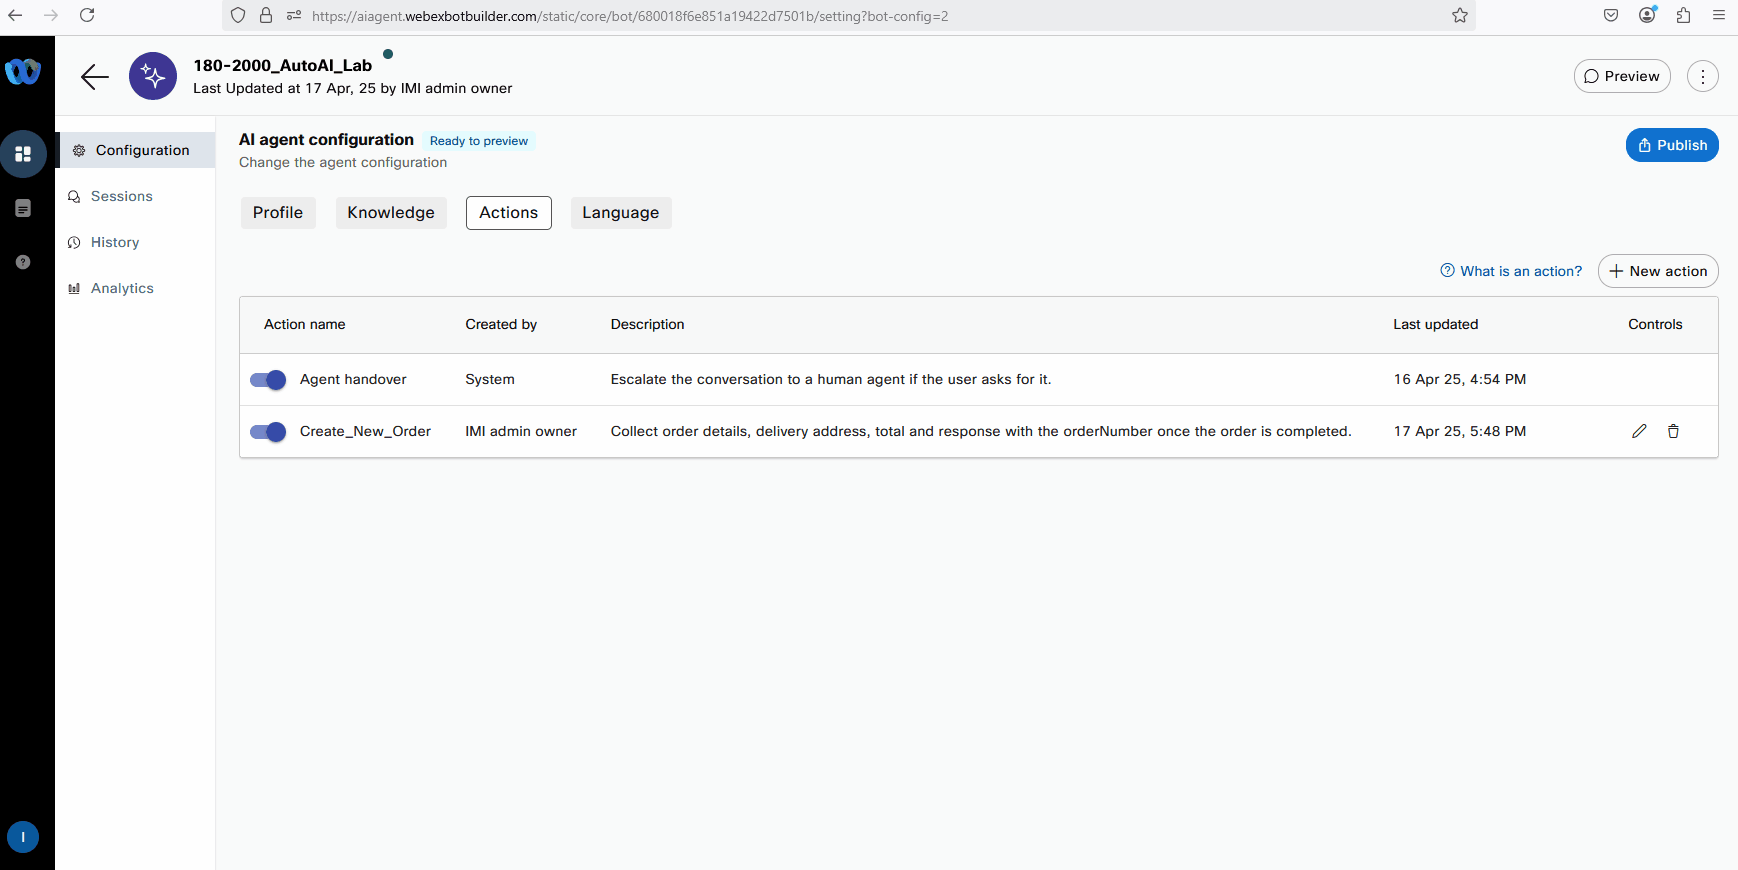 https://aiagent.webexbotbuilder.com/static/core/bot/680018f6e851a19422d7501b/setting?bot-config=2
180-2000_AutoAI_Lab
Last Updated at 17 Apr, 25 by IMI admin owner
Preview
Configuration
Sessions
History
Analytics
AI agent configuration
Ready to preview
Change the agent configuration
Publish
Profile
Knowledge
Actions
Language
What is an action?
New action
Action name Created by Description Last updated Controls
Agent handover System Escalate the conversation to a human agent if the user asks for it. 16 Apr 25, 4:54 PM
Create_New_Order IMI admin owner Collect order details, delivery address, total and response with the orderNumber once the order is completed. 17 Apr 25, 5:48 PM
I